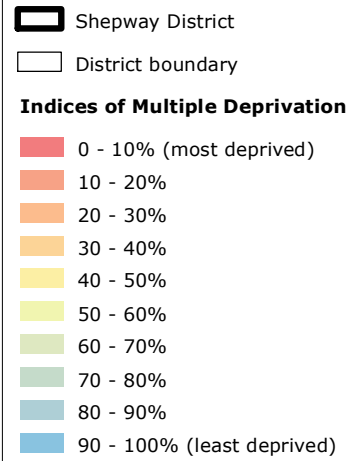 Shepway District
District boundary
Indices of Multiple Deprivation
0 - 10% (most deprived)
10 - 20%
20 - 30%
30 - 40%
40 - 50%
50 - 60%
60 - 70%
70 - 80%
80 - 90%
90 - 100% (least deprived)